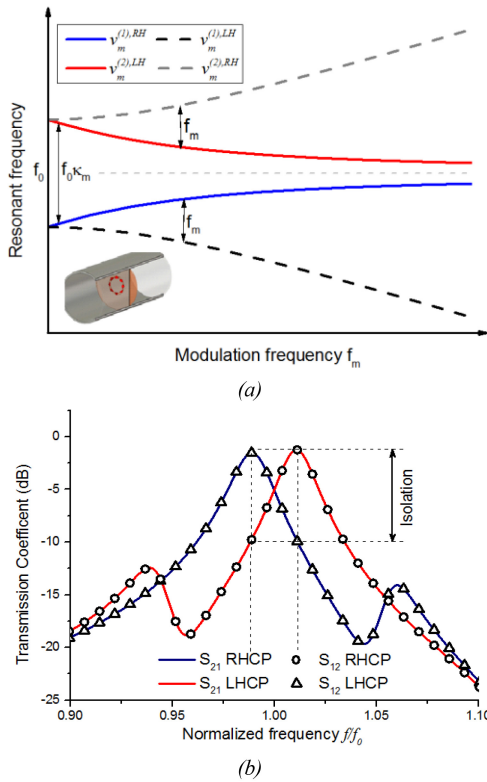 (a)
ν_m^(1),RH ν_m^(1),LH
ν_m^(2),LH ν_m^(2),RH
Resonant frequency
f_0
f_0κ_m
f_m
f_m
Modulation frequency f_m
(a)
Transmission Coefficent (dB)
0
-5
-10
-15
-20
-25
Isolation
S_21 RHCP S_12 RHCP
S_21 LHCP S_12 LHCP
0.90 0.95 1.00 1.05 1.10
Normalized frequency f/f_0
(b)